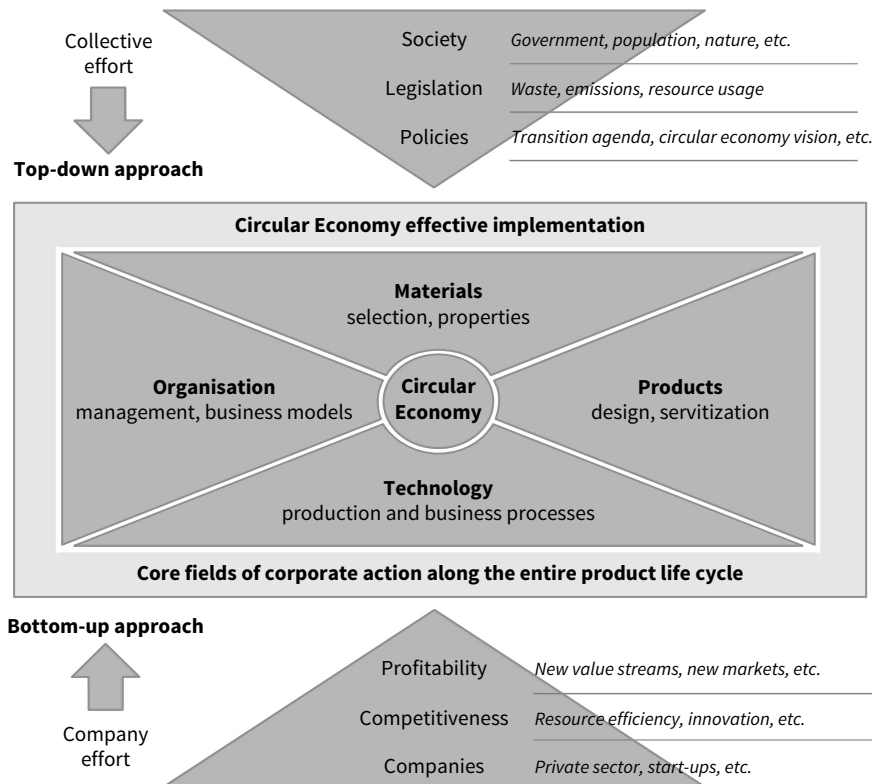 Collective
effort
Top-down approach
Society
Government, population, nature, etc.
Legislation
Waste, emissions, resource usage
Policies
Transition agenda, circular economy vision, etc.
Circular Economy effective implementation
Materials
selection, properties
Organisation
management, business models
Circular
Economy
Products
design, servitization
Technology
production and business processes
Core fields of corporate action along the entire product life cycle
Bottom-up approach
Company
effort
Profitability
New value streams, new markets, etc.
Competitiveness
Resource efficiency, innovation, etc.
Companies
Private sector, start-ups, etc.